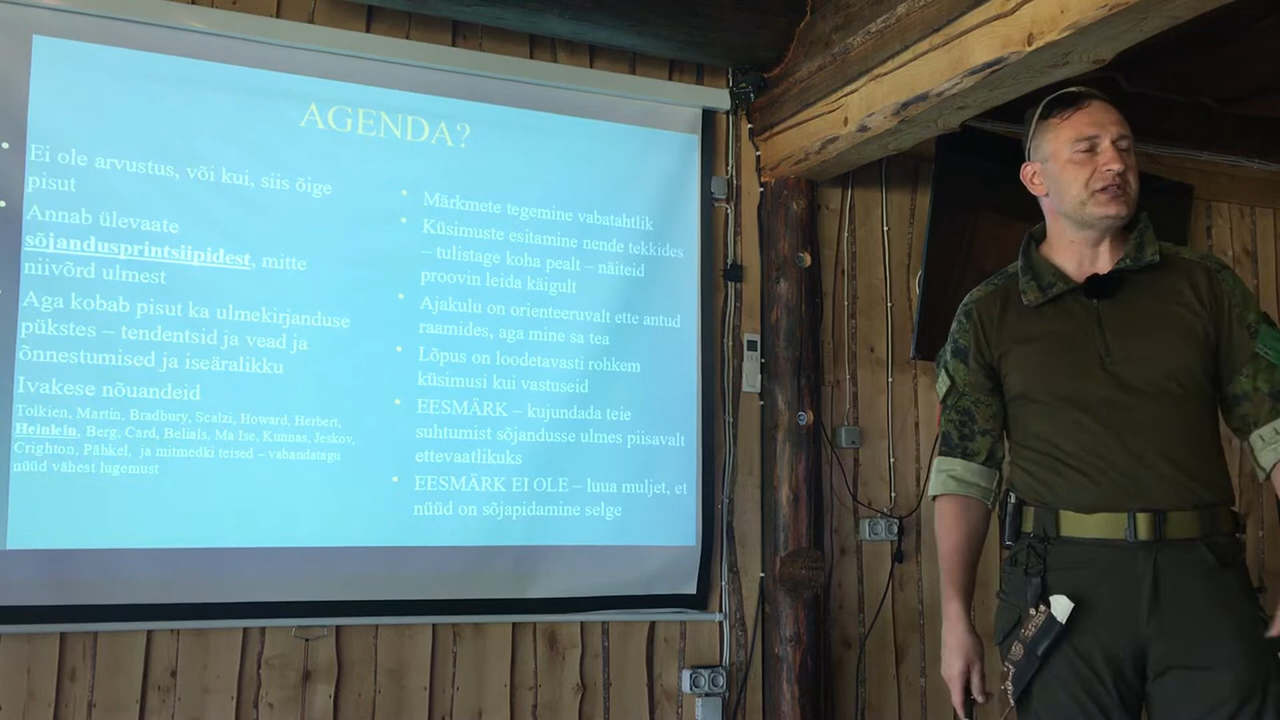 AGENDA?
Ei ole arvustus, või kui, siis õige
pisut
Annab ülevaate
sõjandusprintsiipidest, mitte
niivõrd ulmest
Aga kobab pisut ka ulmekirjanduse
pükstes – tendentsid ja vead ja
õnnestumised ja iseäralikku
Ivakese nõuandeid
Tolkien, Martin, Bradbury, Scalzi, Howard, Herbert,
Heinlein, Berg, Card, Belials, Ma Ise, Kunnas, Jeskov,
Crighton, Pähkel, ja mitmedki teised – vabandatagu
nüüd vähest lugemust
Märkmete tegemine vabatahtlik
Küsimuste esitamine nende tekkides
– tulistage koha pealt – näiteid
proovin leida käigult
Ajakulu on orienteeruvalt ette antud
raamides, aga mine sa tea
Lõpus on loodetavasti rohkem
küsimusi kui vastuseid
EESMÄRK – kujundada teie
suhtumist sõjandusse ulmes piisavalt
ettevaatlikuks
EESMÄRK EI OLE – luua muljet, et
nüüd on sõjapidamine selge